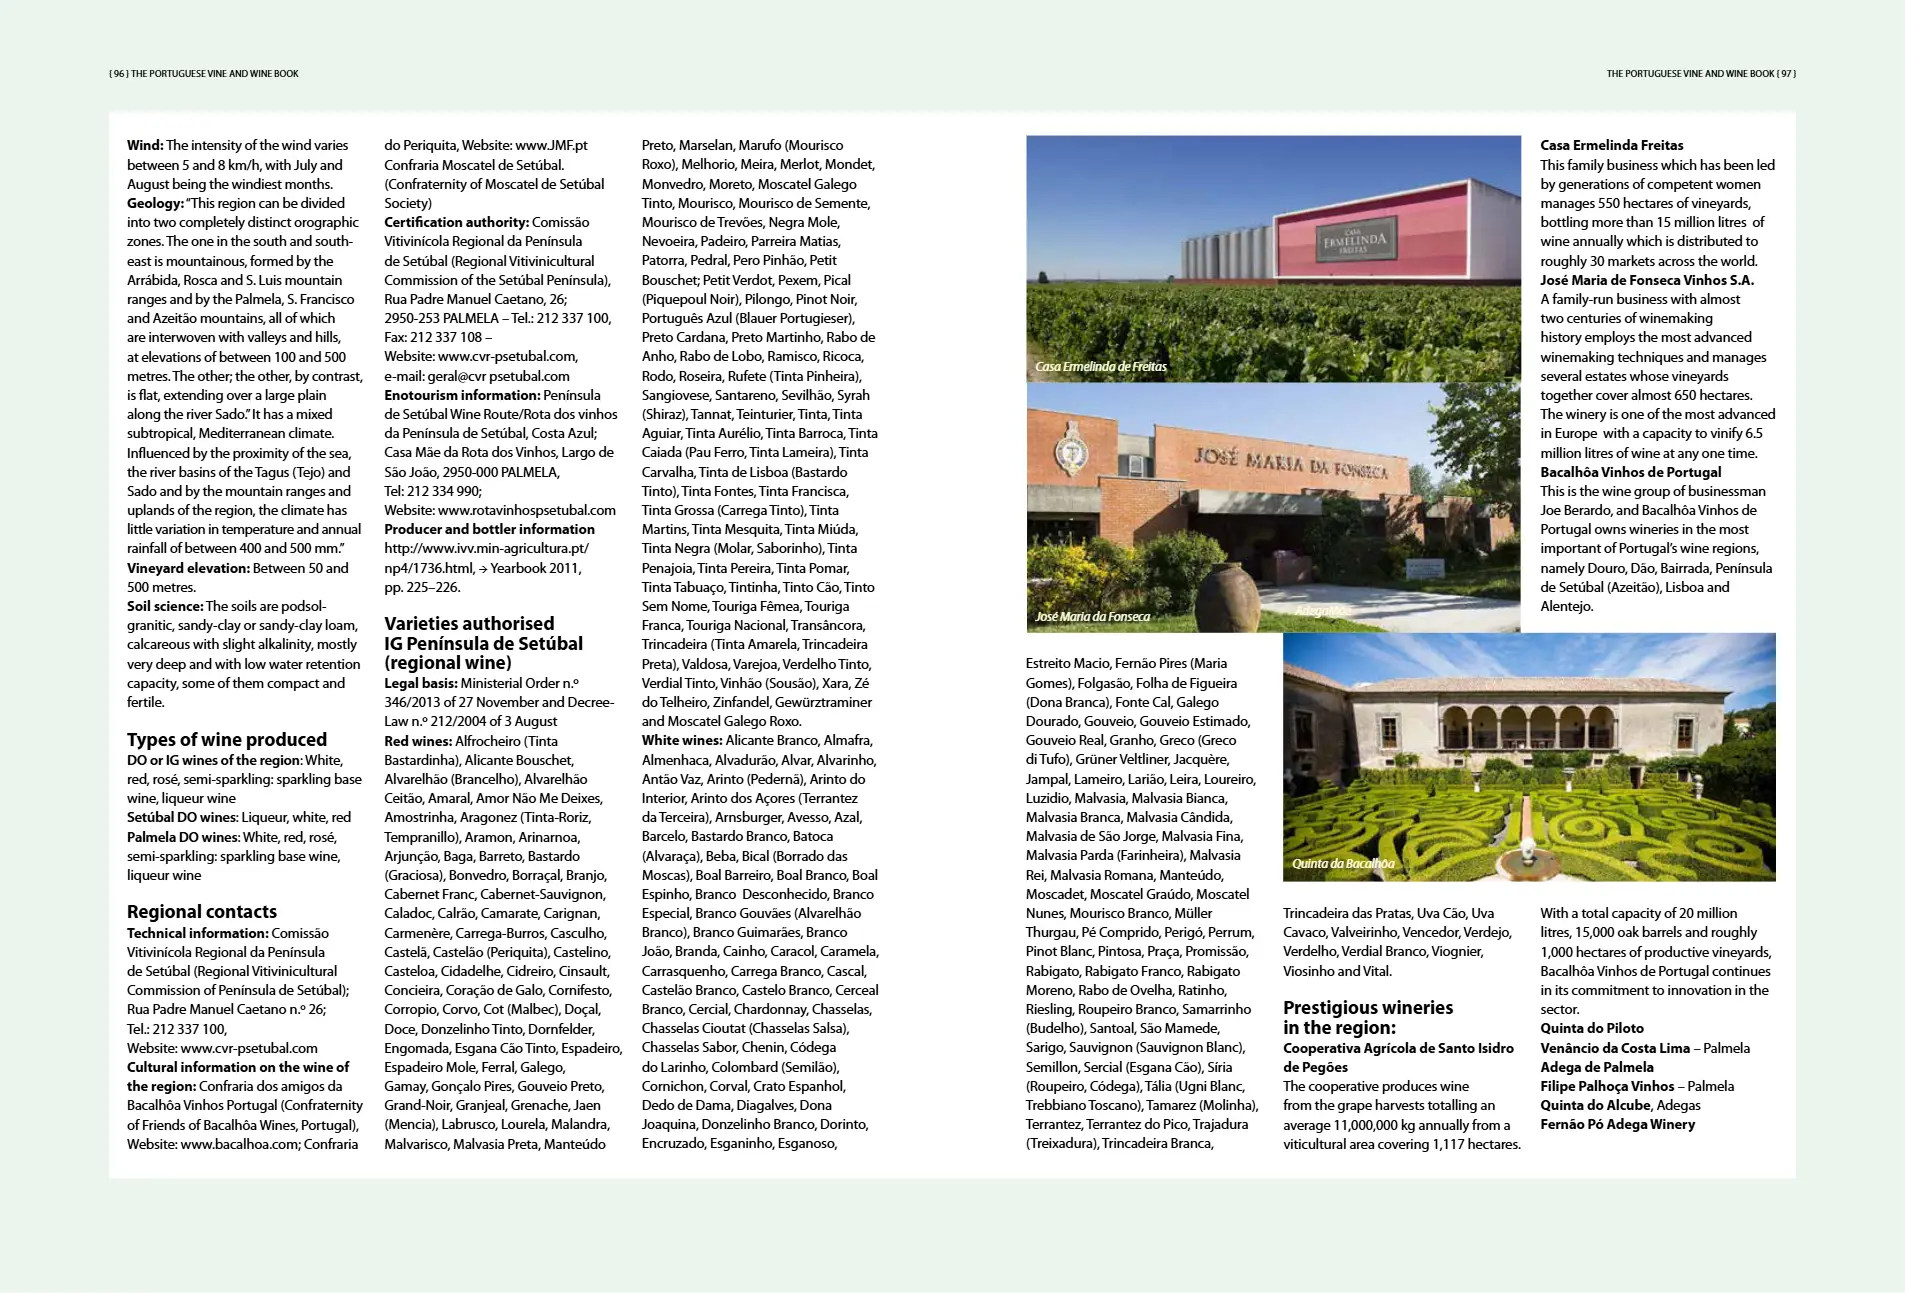 { 96 } THE PORTUGUESE VINE AND WINE BOOK
THE PORTUGUESE VINE AND WINE BOOK { 97 }
Wind: The intensity of the wind varies
between 5 and 8 km/h, with July and
August being the windiest months.
Geology: “This region can be divided
into two completely distinct orographic
zones. The one in the south and south-
east is mountainous, formed by the
Arrábida, Rosca and S. Luis mountain
ranges and by the Palmela, S. Francisco
and Azeitão mountains, all of which
are interwoven with valleys and hills,
at elevations of between 100 and 500
metres. The other; the other, by contrast,
is flat, extending over a large plain
along the river Sado.” It has a mixed
subtropical, Mediterranean climate.
Influenced by the proximity of the sea,
the river basins of the Tagus (Tejo) and
Sado and by the mountain ranges and
uplands of the region, the climate has
little variation in temperature and annual
rainfall of between 400 and 500 mm.”
Vineyard elevation: Between 50 and
500 metres.
Soil science: The soils are podsol-
granitic, sandy-clay or sandy-clay loam,
calcareous with slight alkalinity, mostly
very deep and with low water retention
capacity, some of them compact and
fertile.
Types of wine produced
DO or IG wines of the region: White,
red, rosé, semi-sparkling: sparkling base
wine, liqueur wine
Setúbal DO wines: Liqueur, white, red
Palmela DO wines: White, red, rosé,
semi-sparkling: sparkling base wine,
liqueur wine
Regional contacts
Technical information: Comissão
Vitivinícola Regional da Península
de Setúbal (Regional Vitivinicultural
Commission of Península de Setúbal);
Rua Padre Manuel Caetano n.º 26;
Tel.: 212 337 100,
Website: www.cvr-psetubal.com
Cultural information on the wine of
the region: Confraria dos amigos da
Bacalhôa Vinhos Portugal (Confraternity
of Friends of Bacalhôa Wines, Portugal),
Website: www.bacalhoa.com; Confraria
do Periquita, Website: www.JMF.pt
Confraria Moscatel de Setúbal.
(Confraternity of Moscatel de Setúbal
Society)
Certification authority: Comissão
Vitivinícola Regional da Península
de Setúbal (Regional Vitivinicultural
Commission of the Setúbal Península),
Rua Padre Manuel Caetano, 26;
2950-253 PALMELA – Tel.: 212 337 100,
Fax: 212 337 108 –
Website: www.cvr-psetubal.com,
e-mail: geral@cvr psetubal.com
Enotourism information: Península
de Setúbal Wine Route/Rota dos vinhos
da Península de Setúbal, Costa Azul;
Casa Mãe da Rota dos Vinhos, Largo de
São João, 2950-000 PALMELA,
Tel: 212 334 990;
Website: www.rotavinhospsetubal.com
Producer and bottler information
http://www.ivv.min-agricultura.pt/
np4/1736.html, → Yearbook 2011,
pp. 225–226.
Varieties authorised
IG Península de Setúbal
(regional wine)
Legal basis: Ministerial Order n.º
346/2013 of 27 November and Decree-
Law n.º 212/2004 of 3 August
Red wines: Alfrocheiro (Tinta
Bastardinha), Alicante Bouschet,
Alvarelhão (Brancelho), Alvarelhão
Ceitão, Amaral, Amor Não Me Deixes,
Amostrinha, Aragonez (Tinta-Roriz,
Tempranillo), Aramon, Arinarnoa,
Arjunção, Baga, Barreto, Bastardo
(Graciosa), Bonvedro, Borraçal, Branjo,
Cabernet Franc, Cabernet-Sauvignon,
Caladoc, Calrão, Camarate, Carignan,
Carmenère, Carrega-Burros, Casculho,
Castelã, Castelão (Periquita), Castelino,
Casteloa, Cidadelhe, Cidreiro, Cinsault,
Concieira, Coração de Galo, Cornifesto,
Corropio, Corvo, Cot (Malbec), Doçal,
Doce, Donzelinho Tinto, Dornfelder,
Engomada, Esgana Cão Tinto, Espadeiro,
Espadeiro Mole, Ferral, Galego,
Gamay, Gonçalo Pires, Gouveio Preto,
Grand-Noir, Granjeal, Grenache, Jaen
(Mencia), Labrusco, Lourela, Malandra,
Malvarisco, Malvasia Preta, Manteúdo
Preto, Marselan, Marufo (Mourisco
Roxo), Melhorio, Meira, Merlot, Mondet,
Monvedro, Moreto, Moscatel Galego
Tinto, Mourisco, Mourisco de Semente,
Mourisco de Trevões, Negra Mole,
Nevoeira, Padeiro, Parreira Matias,
Patorra, Pedral, Pero Pinhão, Petit
Bouschet; Petit Verdot, Pexem, Pical
(Piquepoul Noir), Pilongo, Pinot Noir,
Português Azul (Blauer Portugieser),
Preto Cardana, Preto Martinho, Rabo de
Anho, Rabo de Lobo, Ramisco, Ricoca,
Rodo, Roseira, Rufete (Tinta Pinheira),
Sangiovese, Santareno, Sevilhão, Syrah
(Shiraz), Tannat, Teinturier, Tinta, Tinta
Aguiar, Tinta Aurélio, Tinta Barroca, Tinta
Caiada (Pau Ferro, Tinta Lameira), Tinta
Carvalha, Tinta de Lisboa (Bastardo
Tinto), Tinta Fontes, Tinta Francisca,
Tinta Grossa (Carrega Tinto), Tinta
Martins, Tinta Mesquita, Tinta Miúda,
Tinta Negra (Molar, Saborinho), Tinta
Penajoia, Tinta Pereira, Tinta Pomar,
Tinta Tabuaço, Tintinha, Tinto Cão, Tinto
Sem Nome, Touriga Fêmea, Touriga
Franca, Touriga Nacional, Transâncora,
Trincadeira (Tinta Amarela, Trincadeira
Preta), Valdosa, Varejoa, Verdelho Tinto,
Verdial Tinto, Vinhão (Sousão), Xara, Zé
do Telheiro, Zinfandel, Gewürztraminer
and Moscatel Galego Roxo.
White wines: Alicante Branco, Almafra,
Almenhaca, Alvadurão, Alvar, Alvarinho,
Antão Vaz, Arinto (Pedernã), Arinto do
Interior, Arinto dos Açores (Terrantez
da Terceira), Arnsburger, Avesso, Azal,
Barcelo, Bastardo Branco, Batoca
(Alvaraça), Beba, Bical (Borrado das
Moscas), Boal Barreiro, Boal Branco, Boal
Espinho, Branco Desconhecido, Branco
Especial, Branco Gouvães (Alvarelhão
Branco), Branco Guimarães, Branco
João, Branda, Cainho, Caracol, Caramela,
Carrasquenho, Carrega Branco, Cascal,
Castelão Branco, Castelo Branco, Cerceal
Branco, Cercial, Chardonnay, Chasselas,
Chasselas Cioutat (Chasselas Salsa),
Chasselas Sabor, Chenin, Códega
do Larinho, Colombard (Semilão),
Cornichon, Corval, Crato Espanhol,
Dedo de Dama, Diagalves, Dona
Joaquina, Donzelinho Branco, Dorinto,
Encruzado, Esganinho, Esganoso,
CASA
ERMELINDA
FREITAS
Casa Ermelinda de Freitas
JOSÉ MARIA DA FONSECA
José Maria da Fonseca
AdegaMãe
Estreito Macio, Fernão Pires (Maria
Gomes), Folgasão, Folha de Figueira
(Dona Branca), Fonte Cal, Galego
Dourado, Gouveio, Gouveio Estimado,
Gouveio Real, Granho, Greco (Greco
di Tufo), Grüner Veltliner, Jacquère,
Jampal, Lameiro, Larião, Leira, Loureiro,
Luzidio, Malvasia, Malvasia Bianca,
Malvasia Branca, Malvasia Cândida,
Malvasia de São Jorge, Malvasia Fina,
Malvasia Parda (Farinheira), Malvasia
Rei, Malvasia Romana, Manteúdo,
Moscadet, Moscatel Graúdo, Moscatel
Nunes, Mourisco Branco, Müller
Thurgau, Pé Comprido, Perigó, Perrum,
Pinot Blanc, Pintosa, Praça, Promissão,
Rabigato, Rabigato Franco, Rabigato
Moreno, Rabo de Ovelha, Ratinho,
Riesling, Roupeiro Branco, Samarrinho
(Budelho), Santoal, São Mamede,
Sarigo, Sauvignon (Sauvignon Blanc),
Semillon, Sercial (Esgana Cão), Síria
(Roupeiro, Códega), Tália (Ugni Blanc,
Trebbiano Toscano), Tamarez (Molinha),
Terrantez, Terrantez do Pico, Trajadura
(Treixadura), Trincadeira Branca,
Quinta da Bacalhôa
Trincadeira das Pratas, Uva Cão, Uva
Cavaco, Valveirinho, Vencedor, Verdejo,
Verdelho, Verdial Branco, Viognier,
Viosinho and Vital.
Prestigious wineries
in the region:
Cooperativa Agrícola de Santo Isidro
de Pegões
The cooperative produces wine
from the grape harvests totalling an
average 11,000,000 kg annually from a
viticultural area covering 1,117 hectares.
Casa Ermelinda Freitas
This family business which has been led
by generations of competent women
manages 550 hectares of vineyards,
bottling more than 15 million litres of
wine annually which is distributed to
roughly 30 markets across the world.
José Maria de Fonseca Vinhos S.A.
A family-run business with almost
two centuries of winemaking
history employs the most advanced
winemaking techniques and manages
several estates whose vineyards
together cover almost 650 hectares.
The winery is one of the most advanced
in Europe with a capacity to vinify 6.5
million litres of wine at any one time.
Bacalhôa Vinhos de Portugal
This is the wine group of businessman
Joe Berardo, and Bacalhôa Vinhos de
Portugal owns wineries in the most
important of Portugal’s wine regions,
namely Douro, Dão, Bairrada, Península
de Setúbal (Azeitão), Lisboa and
Alentejo.
With a total capacity of 20 million
litres, 15,000 oak barrels and roughly
1,000 hectares of productive vineyards,
Bacalhôa Vinhos de Portugal continues
in its commitment to innovation in the
sector.
Quinta do Piloto
Venâncio da Costa Lima – Palmela
Adega de Palmela
Filipe Palhoça Vinhos – Palmela
Quinta do Alcube, Adegas
Fernão Pó Adega Winery